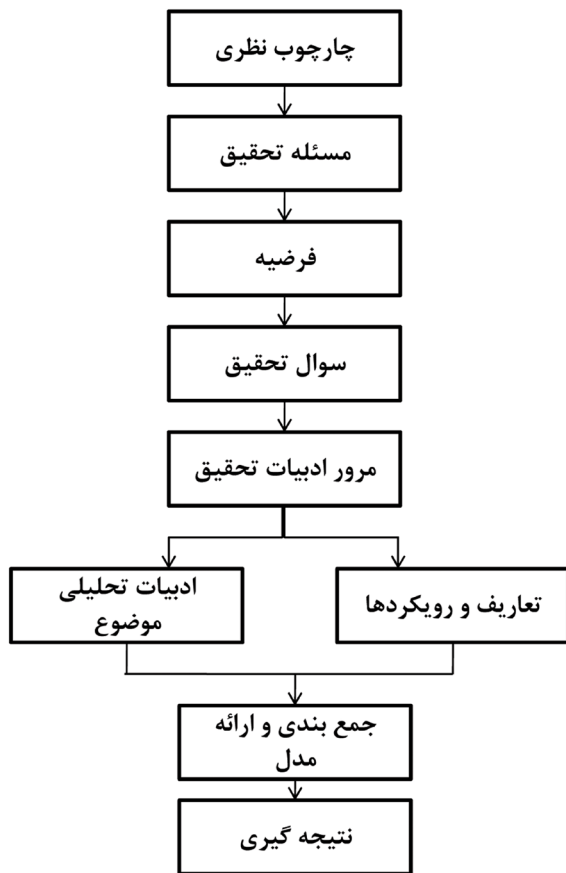 چارچوب نظری
مسئله تحقیق
فرضیه
سوال تحقیق
مرور ادبیات تحقیق
تعاریف و رویکردها
ادبیات تحلیلی
موضوع
جمع بندی و ارائه
مدل
نتیجه گیری